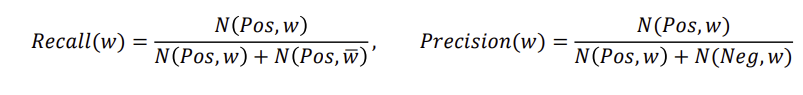 Recall(w) = N(Pos, w) / (N(Pos, w) + N(Pos, w̅)), Precision(w) = N(Pos, w) / (N(Pos, w) + N(Neg, w))